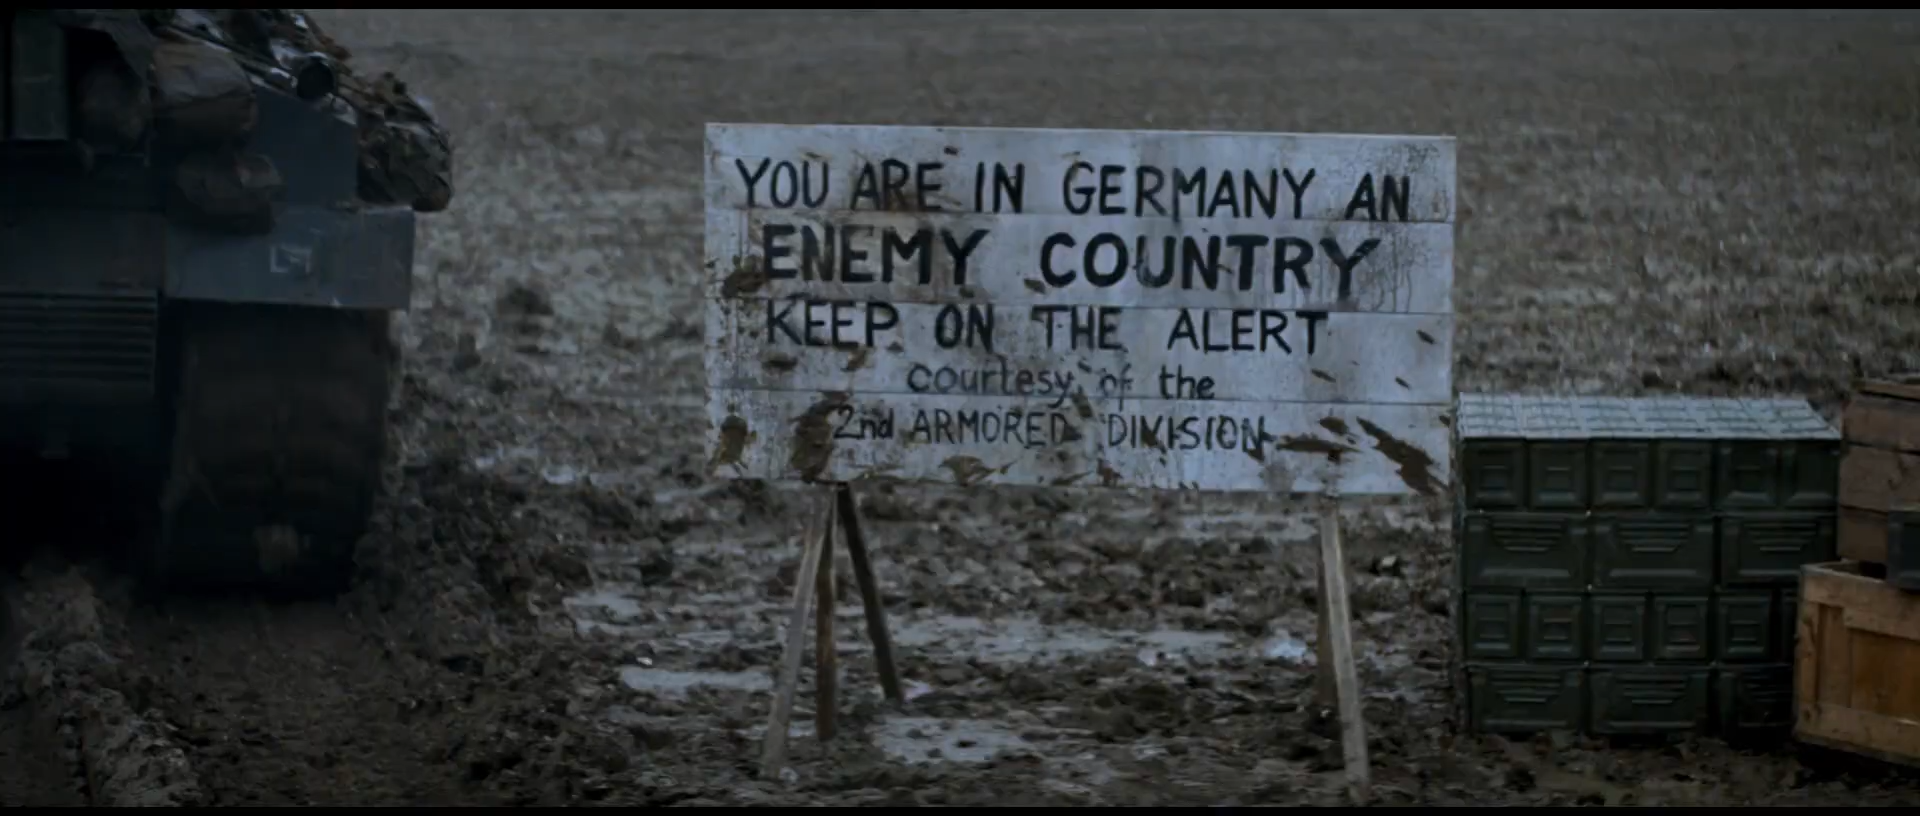 YOU ARE IN GERMANY AN
ENEMY COUNTRY
KEEP ON THE ALERT
courtesy of the
2nd ARMORED DIVISION